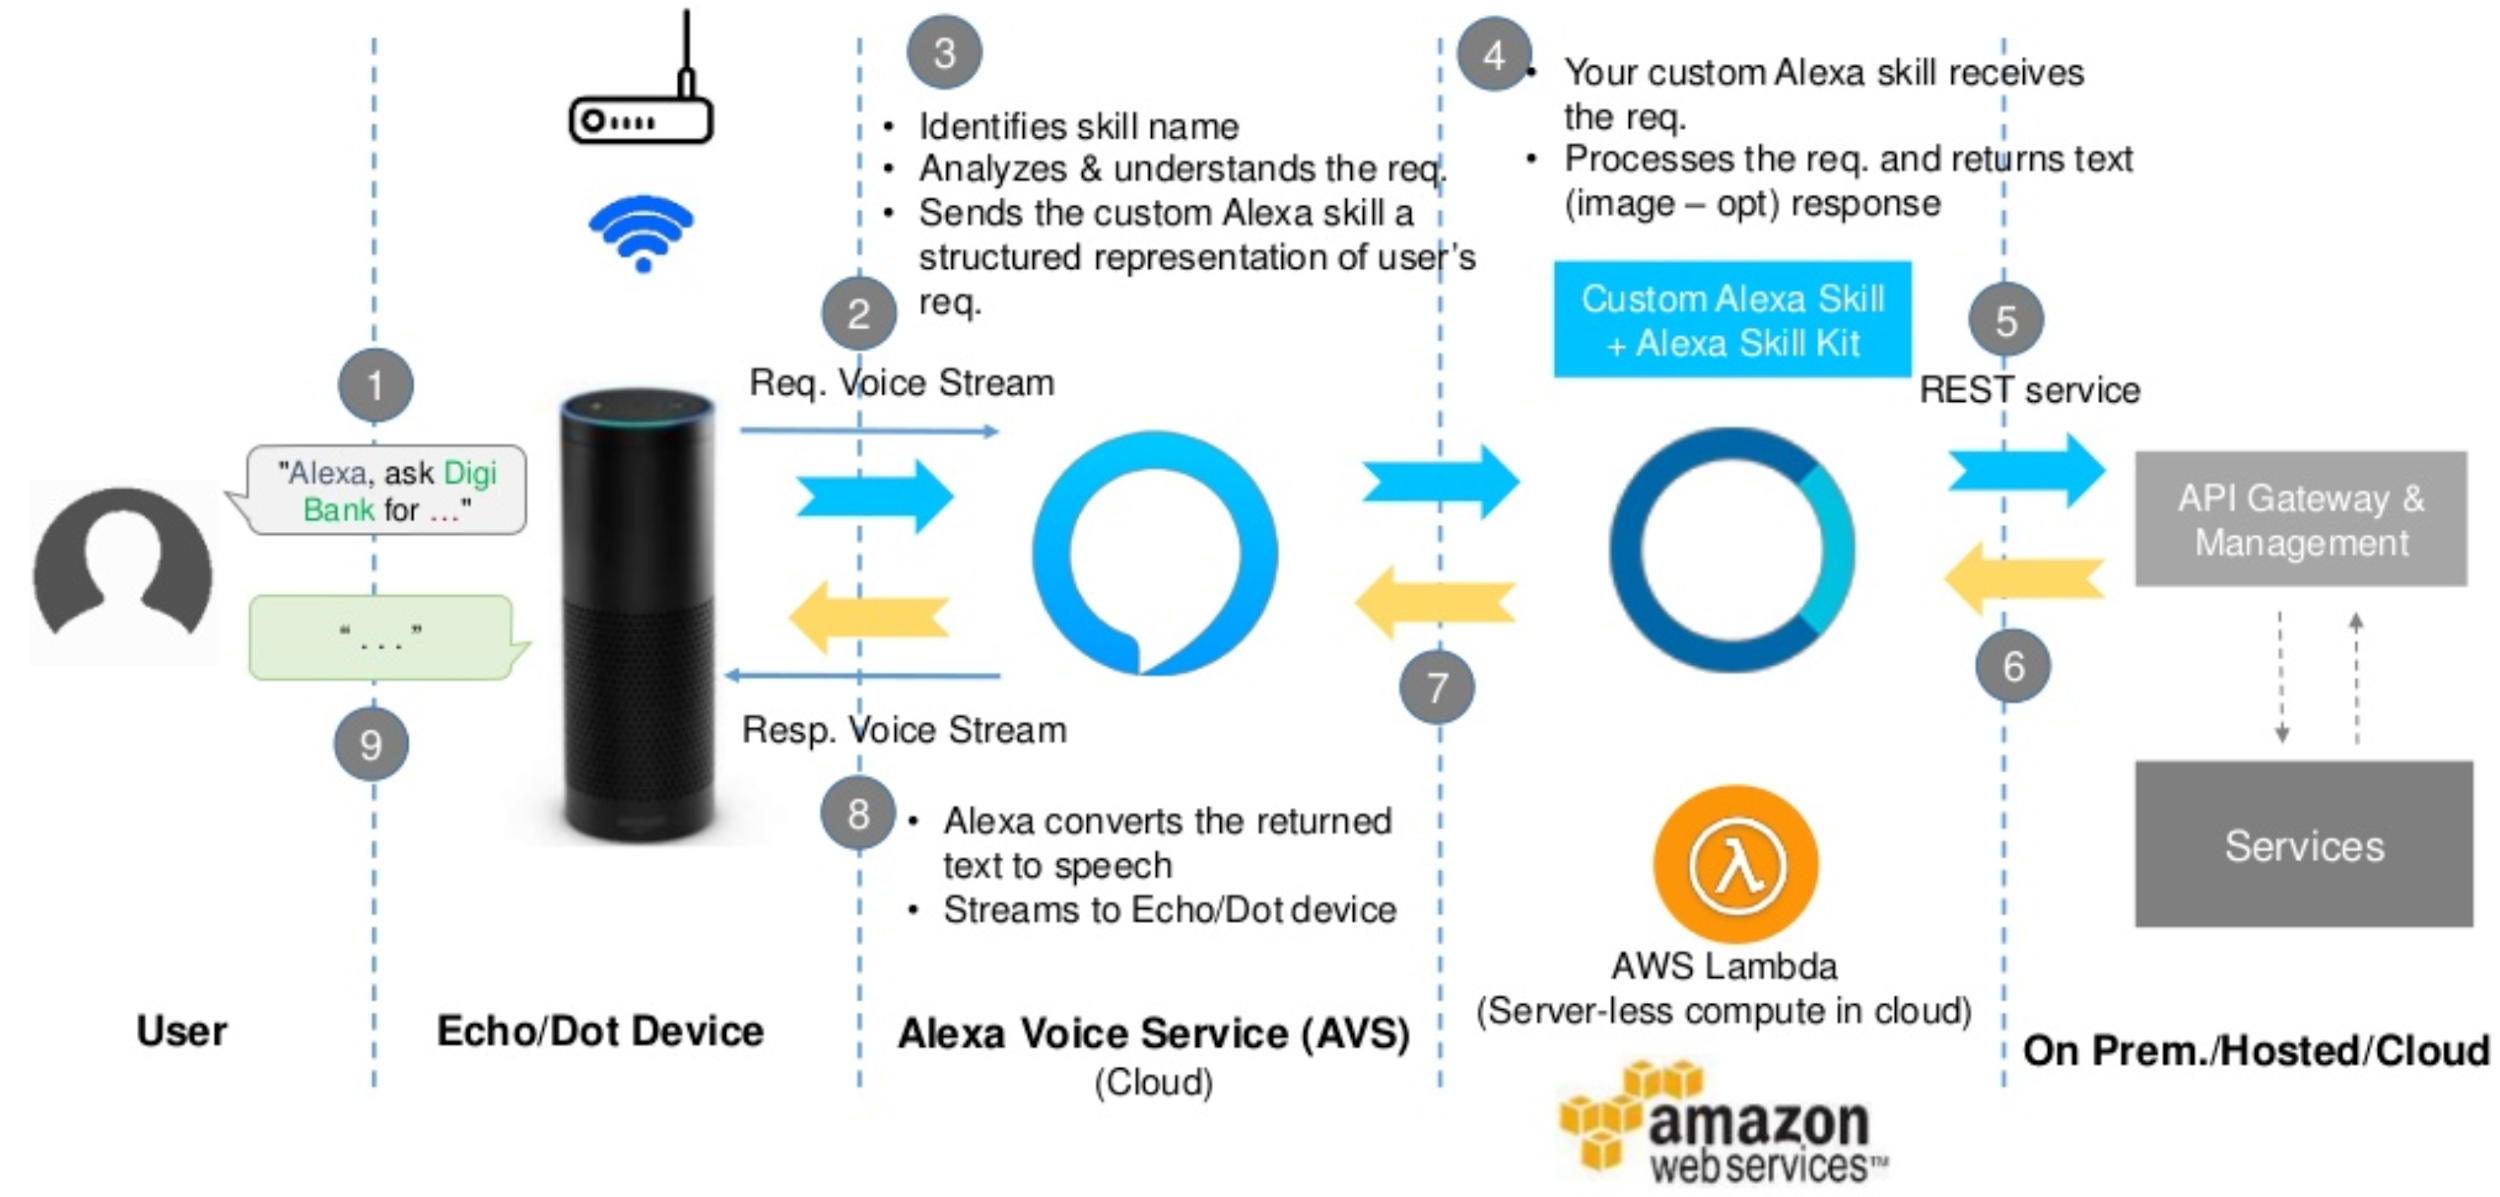 3
Identifies skill name
Analyzes & understands the req.
Sends the custom Alexa skill a
structured representation of user's
req.
4
Your custom Alexa skill receives
the req.
Processes the req. and returns text
(image – opt) response
Custom Alexa Skill
+ Alexa Skill Kit
1
"Alexa, ask Digi
Bank for ..."
2
Req. Voice Stream
5
REST service
API Gateway &
Management
Services
6
7
Resp. Voice Stream
8
Alexa converts the returned
text to speech
Streams to Echo/Dot device
“...”
9
AWS Lambda
(Server-less compute in cloud)
User
Echo/Dot Device
Alexa Voice Service (AVS)
(Cloud)
On Prem./Hosted/Cloud
amazon
web services™